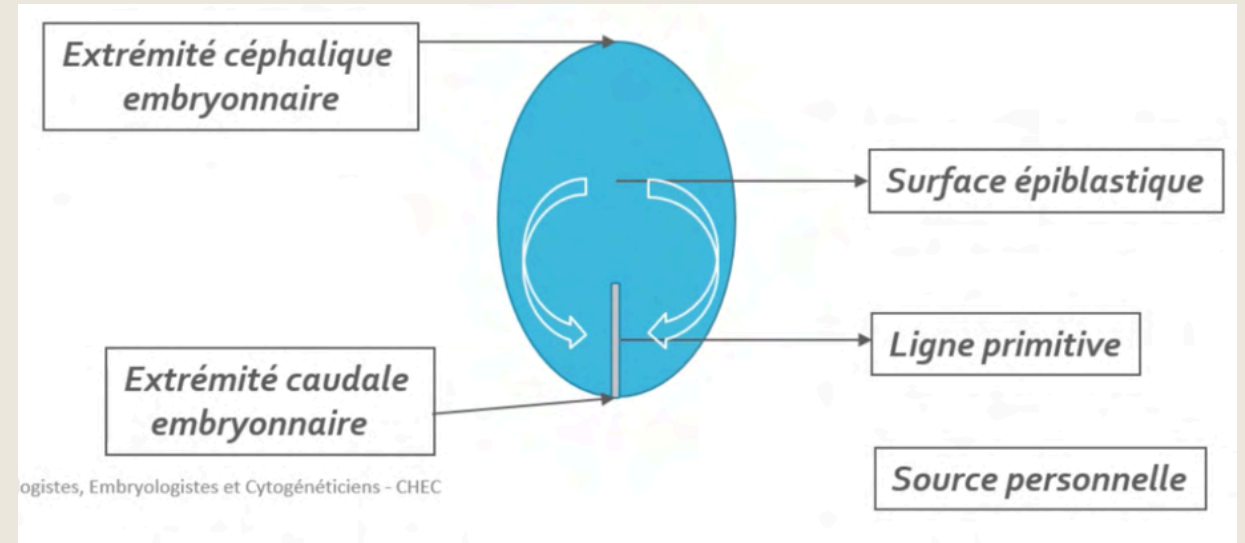 Extrémité céphalique
embryonnaire
Surface épiblastique
Ligne primitive
Extrémité caudale
embryonnaire
Source personnelle
ogistes, Embryologistes et Cytogénéticiens - CHEC